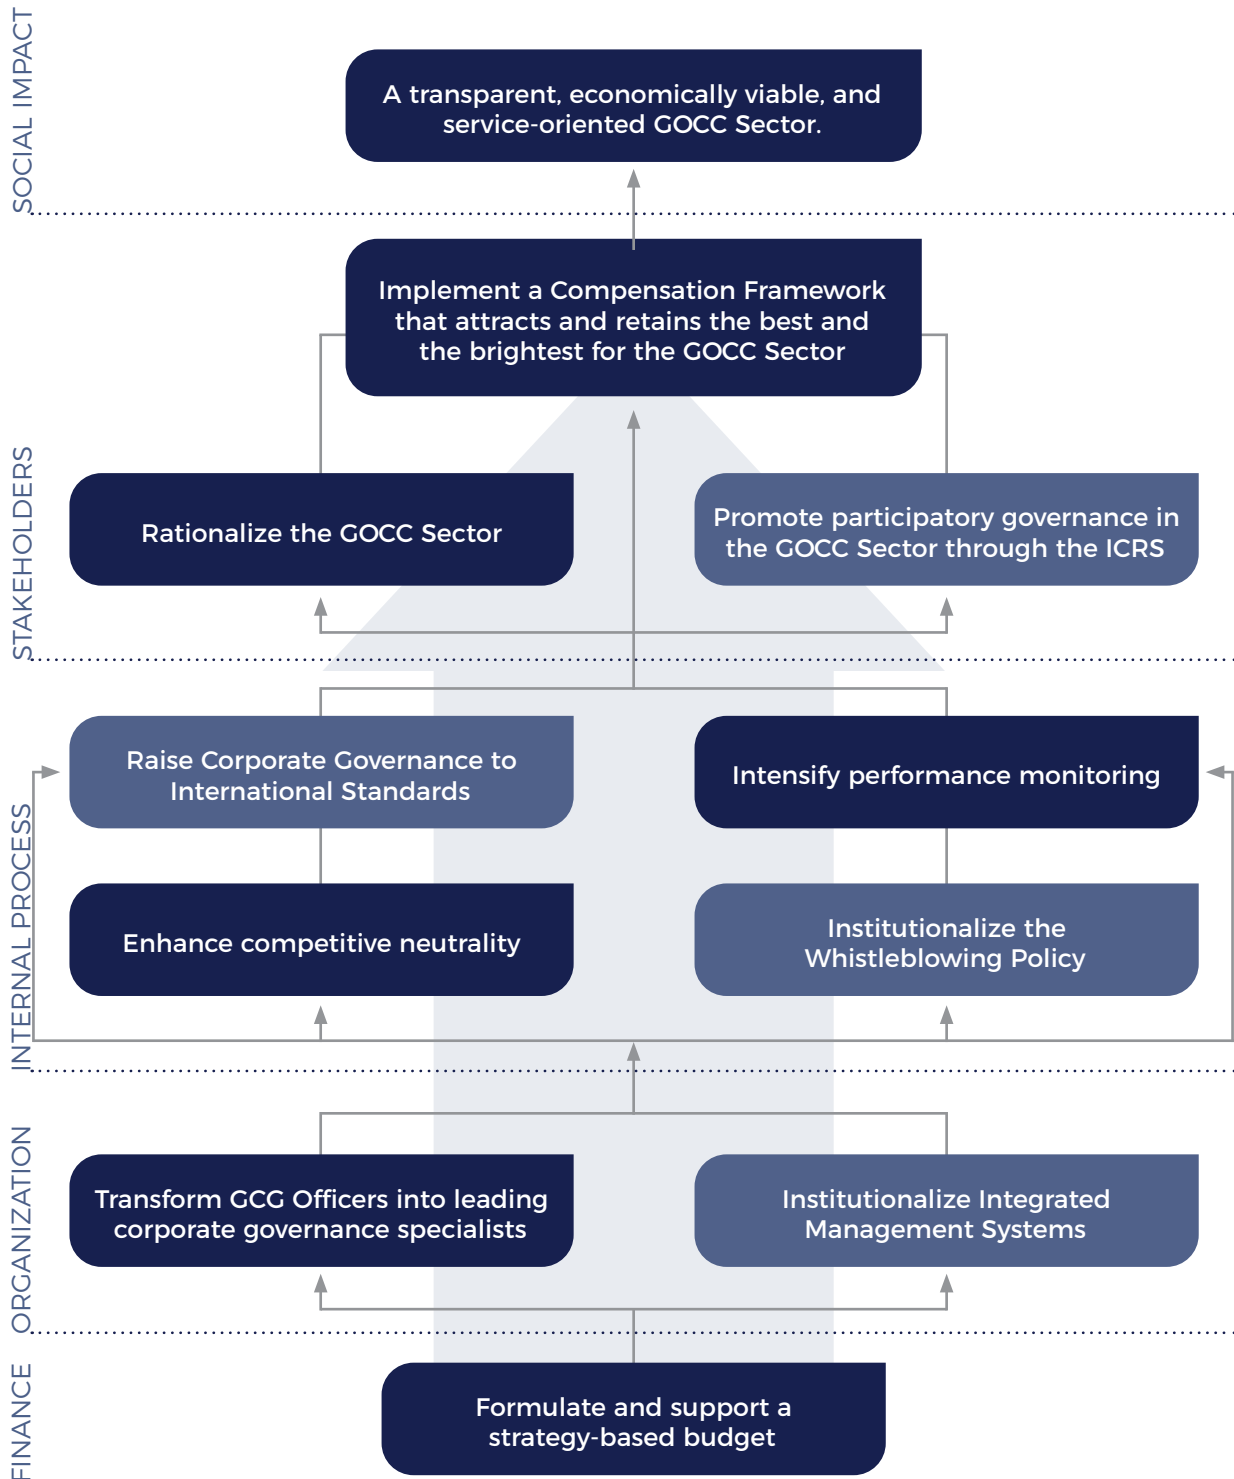 SOCIAL IMPACT
A transparent, economically viable, and
service-oriented GOCC Sector.
STAKEHOLDERS
Implement a Compensation Framework
that attracts and retains the best and
the brightest for the GOCC Sector
Rationalize the GOCC Sector
Promote participatory governance in
the GOCC Sector through the ICRS
INTERNAL PROCESS
Raise Corporate Governance to
International Standards
Intensify performance monitoring
Enhance competitive neutrality
Institutionalize the
Whistleblowing Policy
ORGANIZATION
Transform GCG Officers into leading
corporate governance specialists
Institutionalize Integrated
Management Systems
FINANCE
Formulate and support a
strategy-based budget